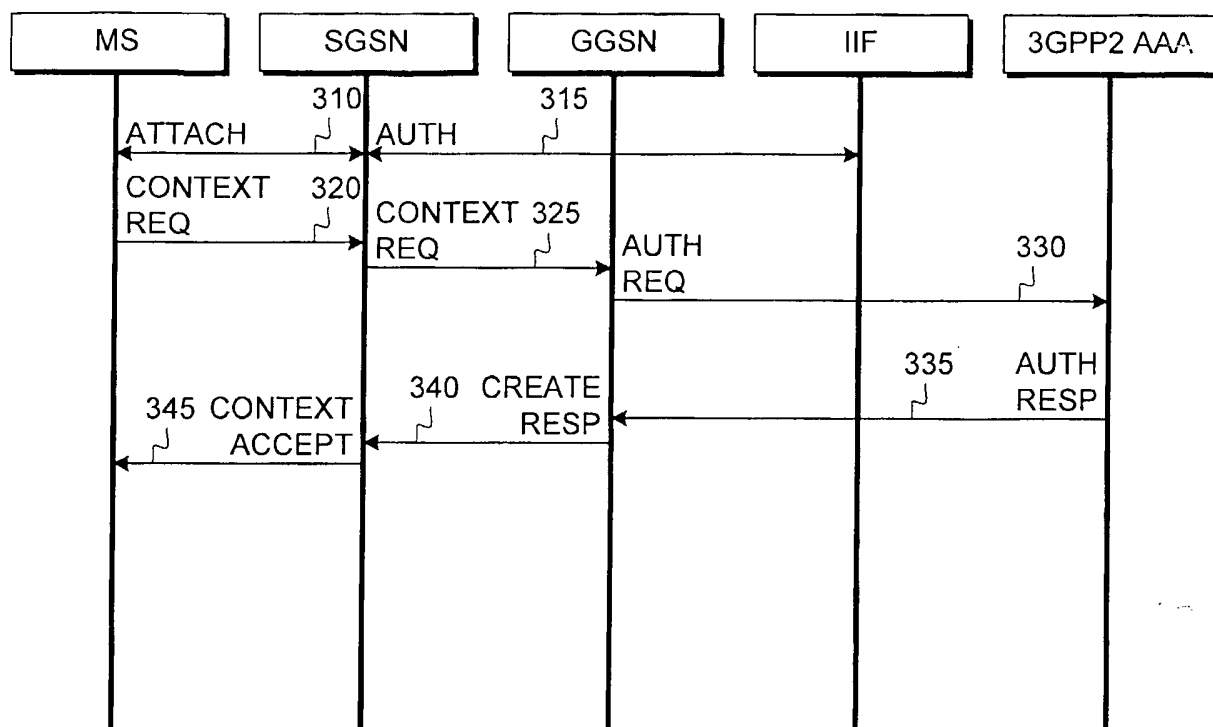 MS
SGSN
GGSN
IIF
3GPP2 AAA
310
315
ATTACH
AUTH
CONTEXT 320
REQ
CONTEXT 325
REQ
AUTH
REQ
330
335
AUTH
RESP
340 CREATE
RESP
345 CONTEXT
ACCEPT